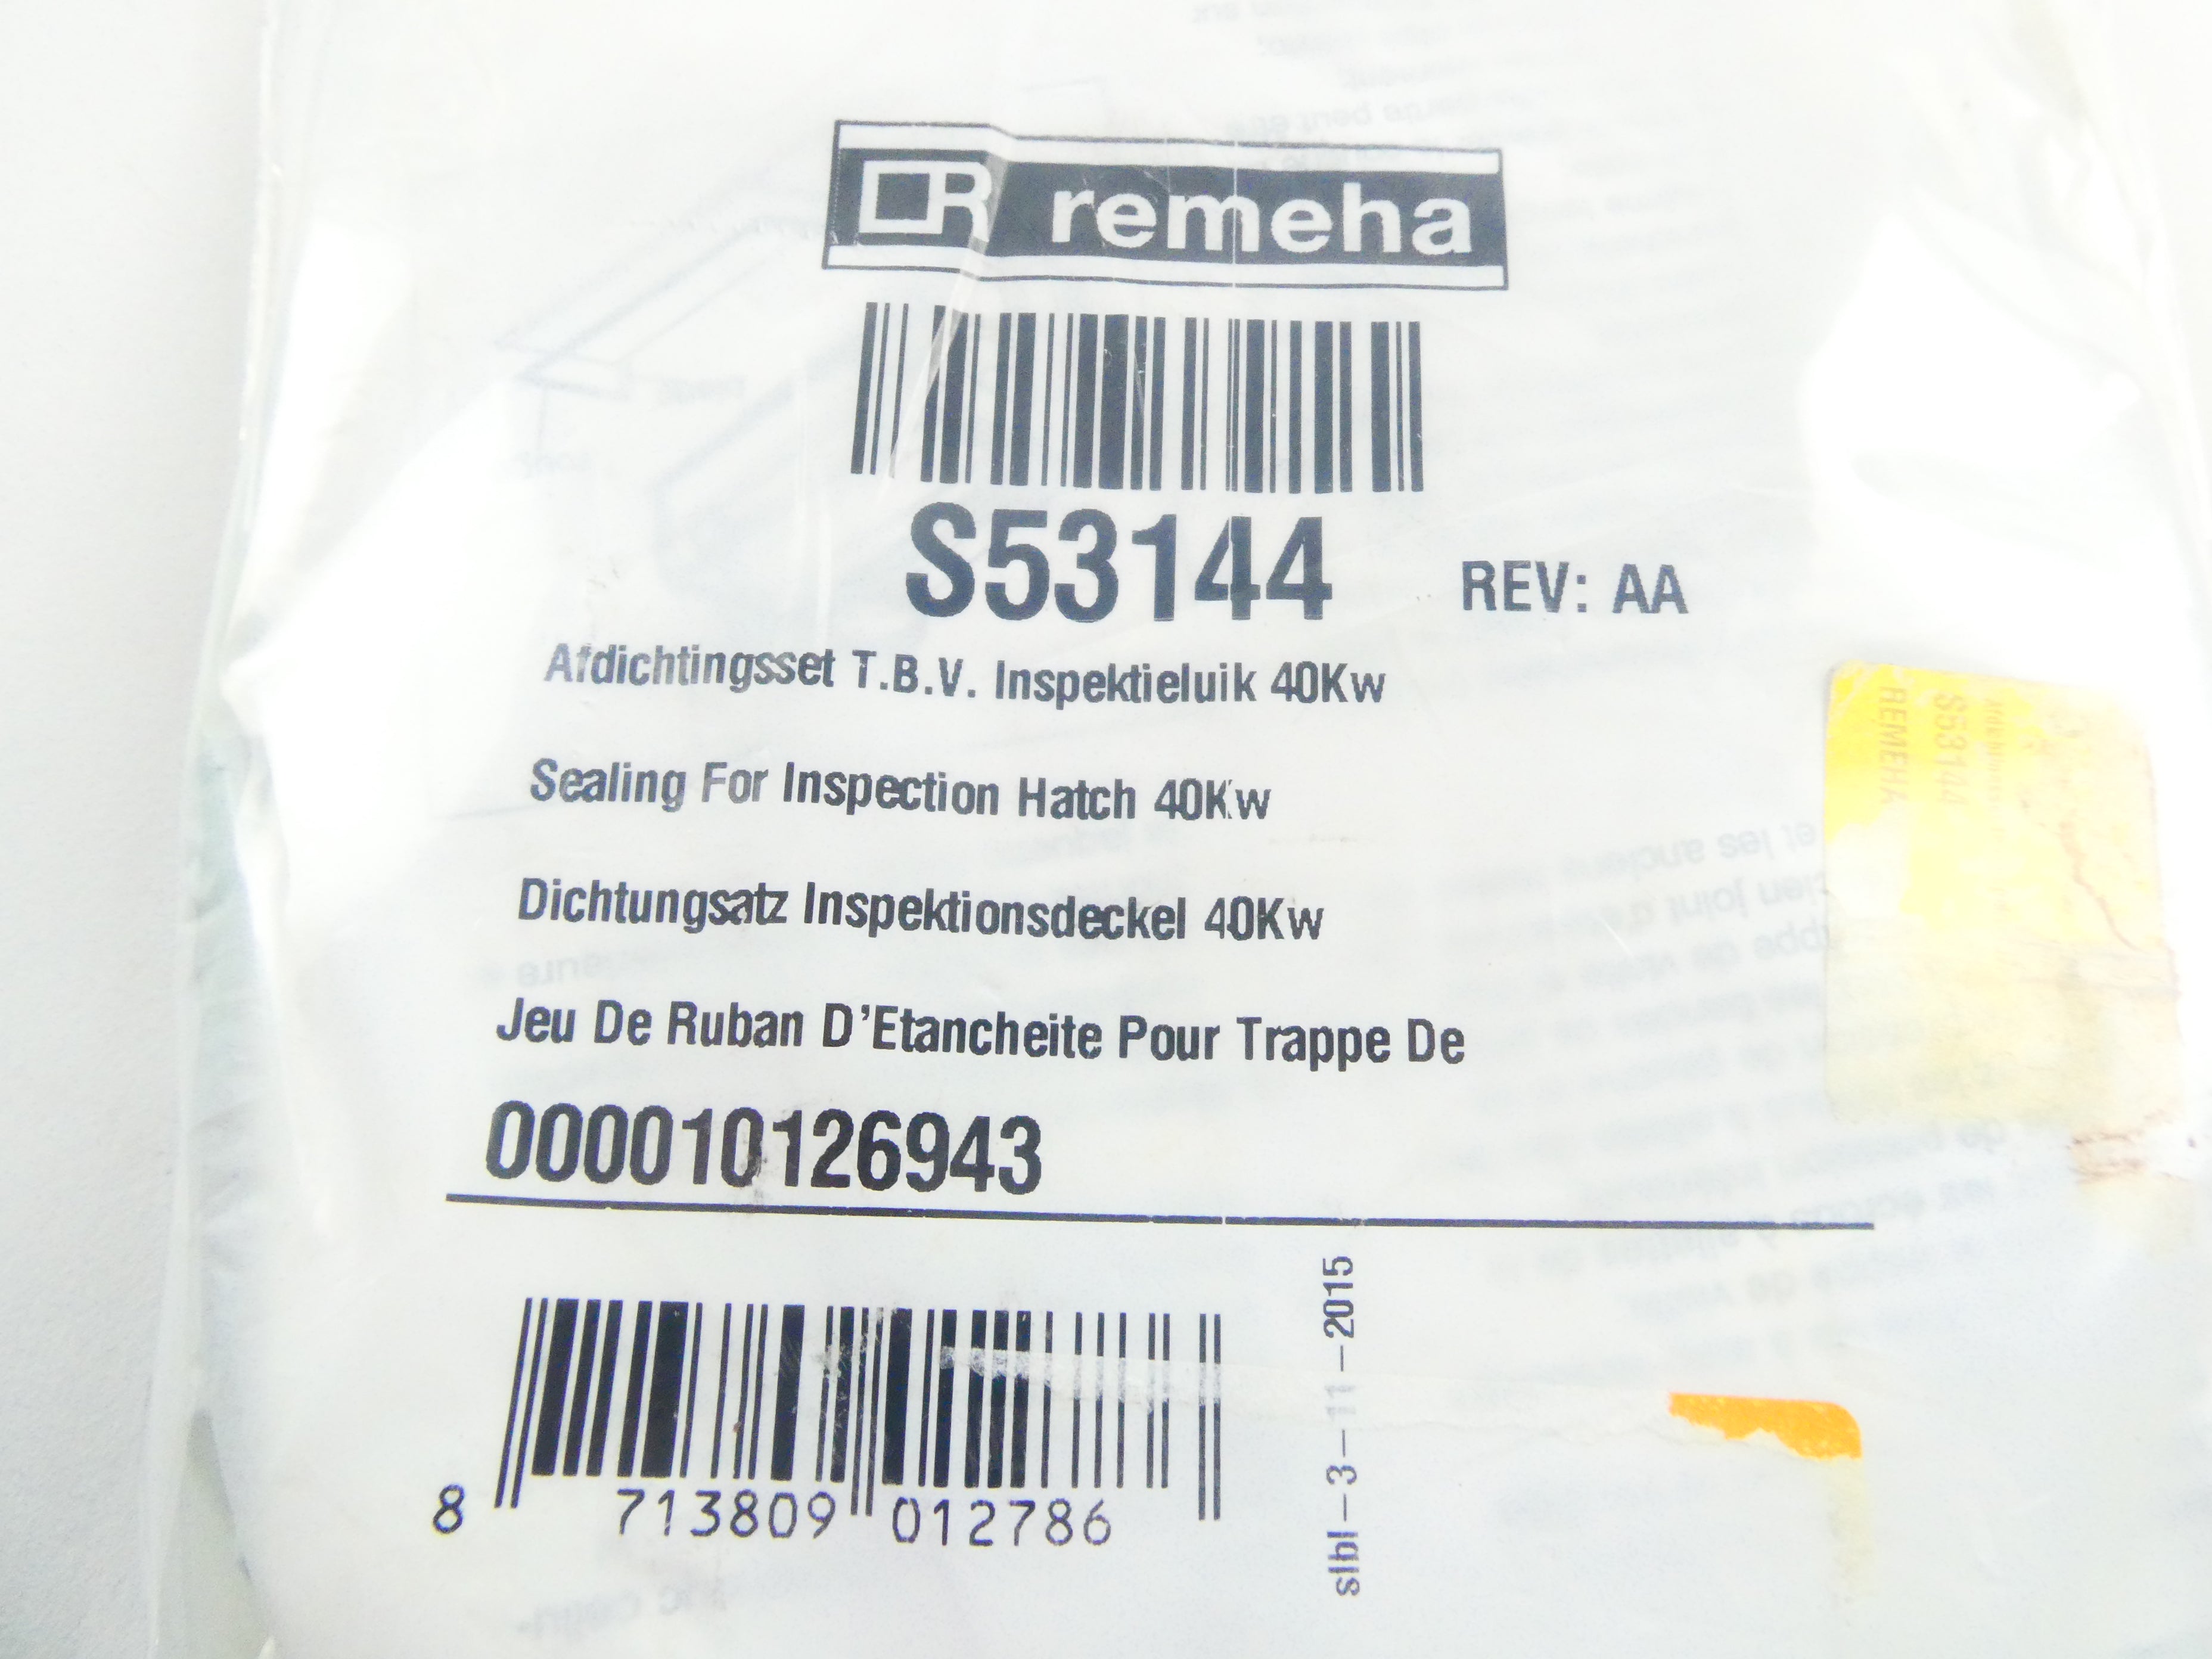 R remeha
S53144 REV: AA
Afdichtingsset T.B.V. Inspektieluik 40Kw
Sealing For Inspection Hatch 40Kw
Dichtungsatz Inspektionsdeckel 40Kw
Jeu De Ruban D'Etancheite Pour Trappe De
000010126943
8 713809 012786
slbl-3-11-2015
REMEHA
S53144